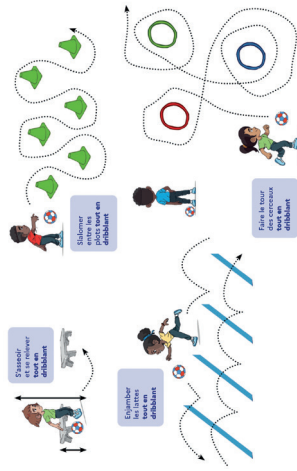 S'asseoir
et se relever
tout en
dribblant
Slalomer
entre les
plots tout en
dribblant
Enjamber
les lattes
tout en
dribblant
Faire le tour
des cerceaux
tout en
dribblant